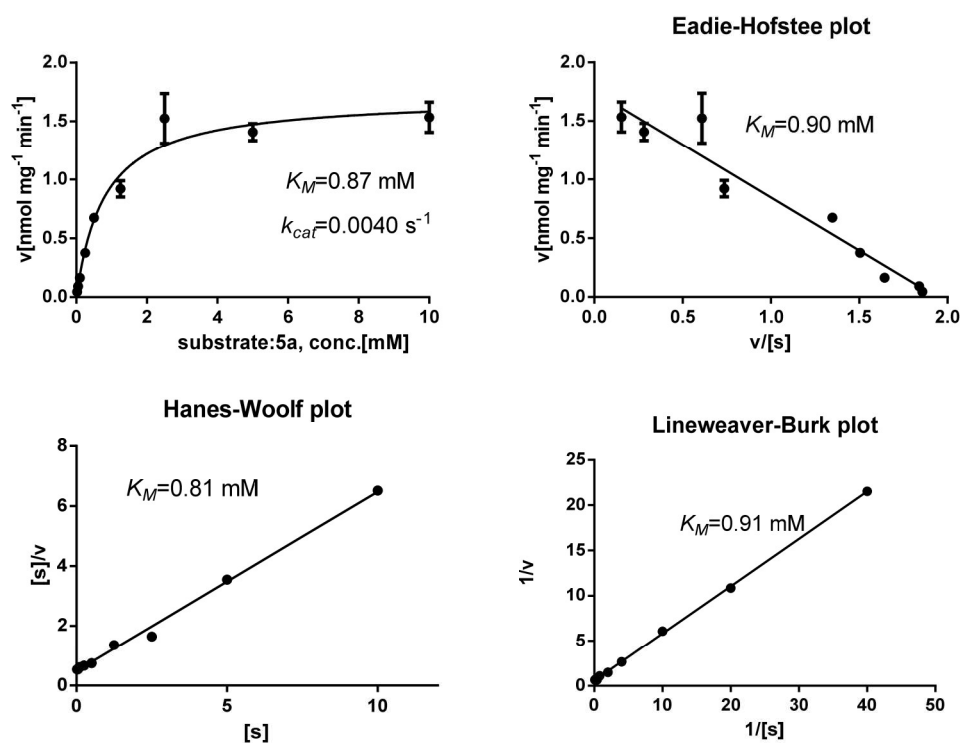 2.0
1.5
1.0
0.5
0.0
v[nmol mg⁻¹ min⁻¹]
K_M=0.87 mM
k_cat=0.0040 s⁻¹
0 2 4 6 8 10
substrate:5a, conc.[mM]
Eadie-Hofstee plot
2.0
1.5
1.0
0.5
0.0
v[nmol mg⁻¹ min⁻¹]
K_M=0.90 mM
0.0 0.5 1.0 1.5 2.0
v/[s]
Hanes-Woolf plot
8
6
4
2
0
[s]/v
K_M=0.81 mM
0 5 10
[s]
Lineweaver-Burk plot
25
20
15
10
5
0
1/v
K_M=0.91 mM
0 10 20 30 40 50
1/[s]